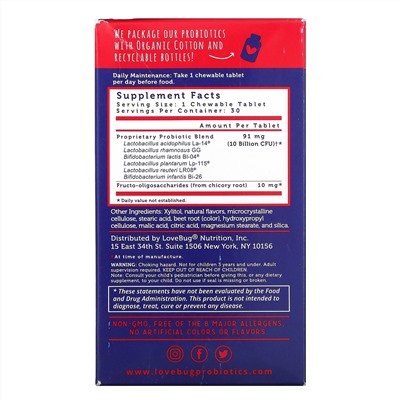 WE PACKAGE OUR PROBIOTICS
WITH ORGANIC COTTON AND
RECYCLABLE BOTTLES!
Daily Maintenance: Take 1 chewable tablet
per day before food.
Supplement Facts
Serving Size: 1 Chewable Tablet
Servings Per Container: 30
Amount Per Tablet
Proprietary Probiotic Blend 91 mg
Lactobacillus acidophilus La-14® (10 Billion CFU)†*
Lactobacillus rhamnosus GG
Bifidobacterium lactis BI-04®
Lactobacillus plantarum Lp-115®
Lactobacillus reuteri LR08®
Bifidobacterium infantis Bi-26
Fructo-oligosaccharides (from chicory root) 10 mg*
* Daily value not established.
Other Ingredients: Xylitol, natural flavors, microcrystalline
cellulose, stearic acid, beet root (color), hydroxypropyl
cellulose, malic acid, citric acid, magnesium stearate, and silica.
Distributed by LoveBug® Nutrition, Inc.
15 East 34th St. Suite 1506 New York, NY 10156
† At time of manufacture.
WARNING: Choking hazard. Not for children 3 years and under. Adult
supervision required. KEEP OUT OF REACH OF CHILDREN.
Note: Consult your child's pediatrician before giving this, or any dietary
supplement, to your child. Do not use if seal is missing or broken.
* These statements have not been evaluated by the Food
and Drug Administration. This product is not intended to
diagnose, treat, cure or prevent any disease.
NON-GMO. FREE OF THE 8 MAJOR ALLERGENS.
NO ARTIFICIAL COLORS OR FLAVORS.
www.lovebugprobiotics.com